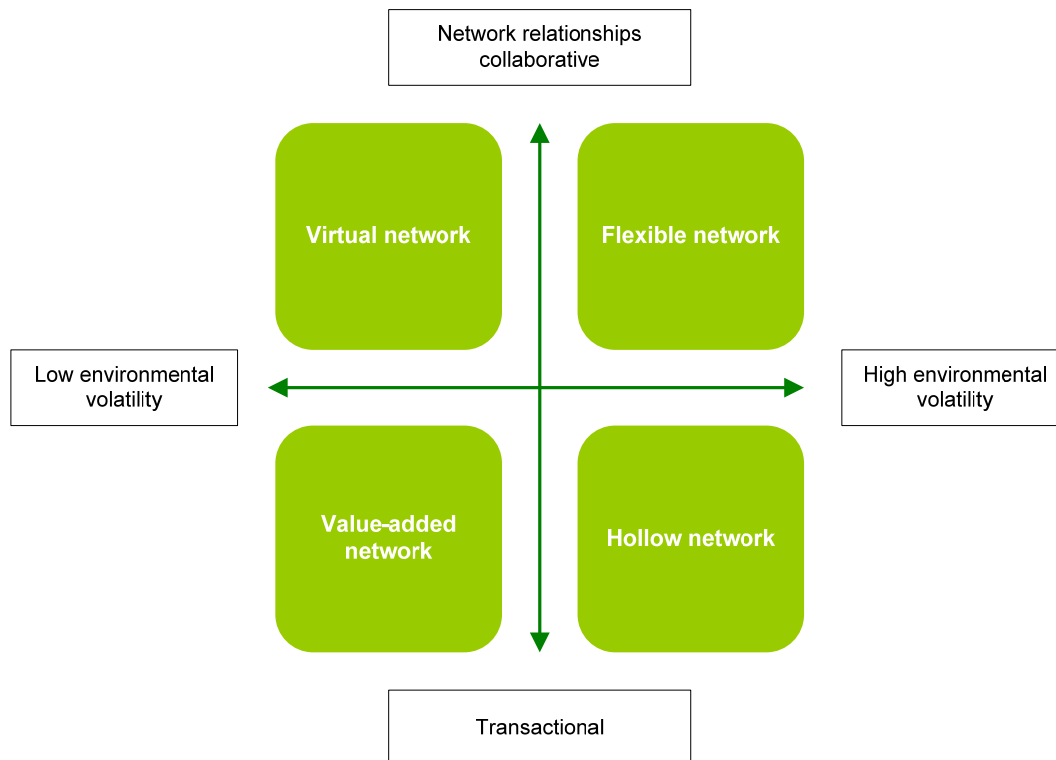 Network relationships
collaborative
Virtual network
Flexible network
Low environmental
volatility
High environmental
volatility
Value-added
network
Hollow network
Transactional